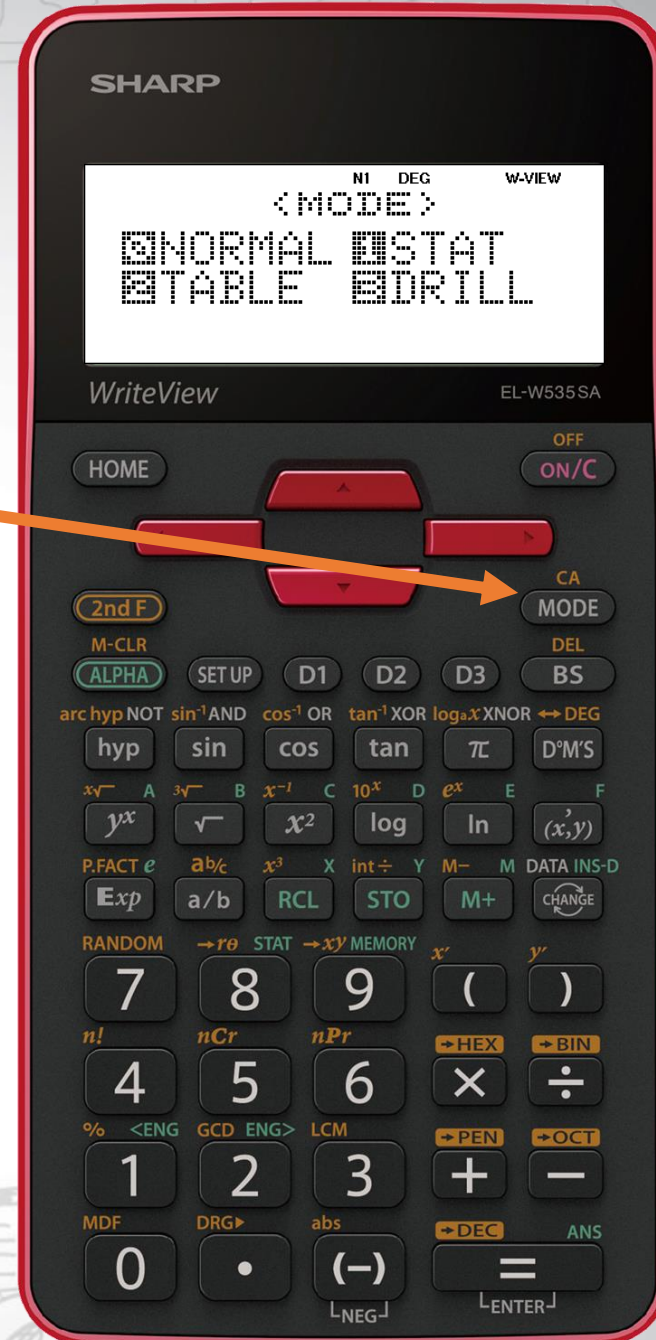 SHARP
N1 DEG W-VIEW
<MODE>
0NORMAL 1STAT
2TABLE 3DRILL
WriteView EL-W535SA
OFF
HOME ON/C
CA
2nd F MODE
M-CLR DEL
ALPHA SET UP D1 D2 D3 BS
arc hyp NOT sin⁻¹ AND cos⁻¹ OR tan⁻¹ XOR logₐx XNOR ↔DEG
hyp sin cos tan π D°M'S
ˣ√ A ³√ B x⁻¹ C 10ˣ D eˣ E F
yˣ √ x² log ln (x,y)
P.FACT e ab/c x³ X int÷ Y M− M DATA INS-D
Exp a/b RCL STO M+ CHANGE
RANDOM →rθ STAT →xy MEMORY x′ y′
7 8 9 ( )
n! nCr nPr →HEX →BIN
4 5 6 × ÷
% <ENG GCD ENG> LCM →PEN →OCT
1 2 3 + −
MDF DRG▸ abs →DEC ANS
0 • (−) =
NEG ENTER